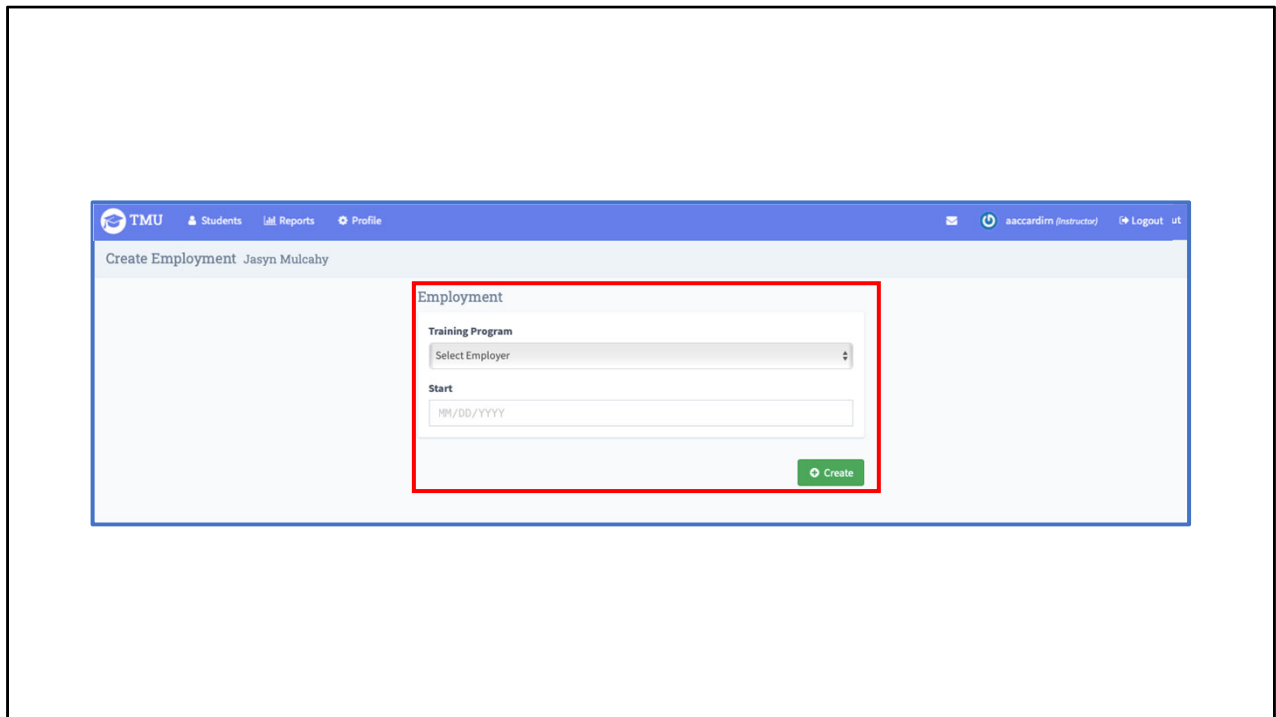 TMU Students Reports Profile aaccardirn (Instructor) Logout ut
Create Employment Jasyn Mulcahy
Employment
Training Program
Select Employer
Start
MM/DD/YYYY
Create